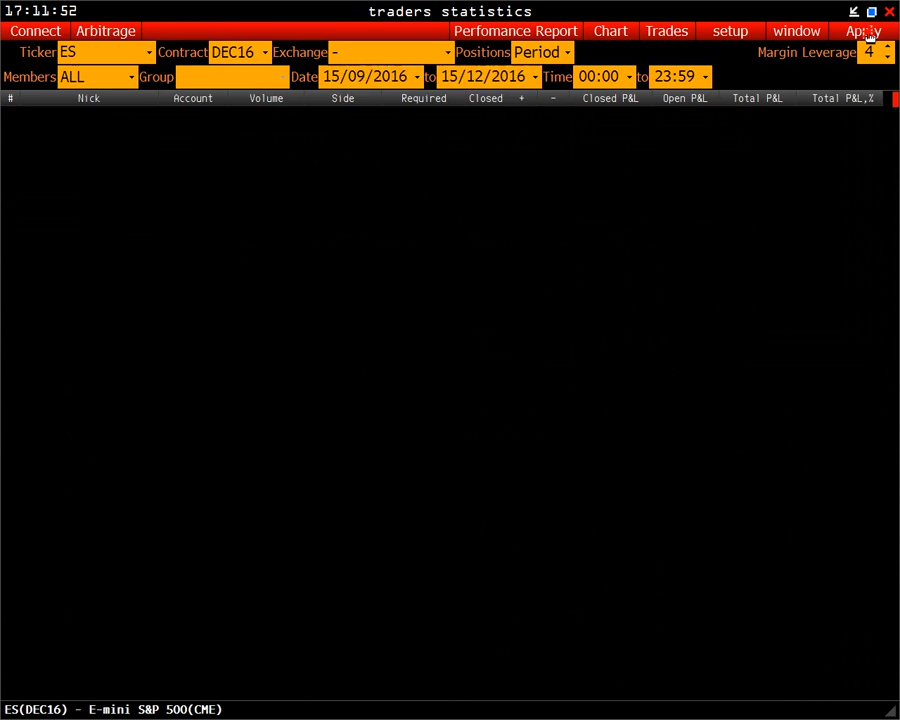 17:11:52 traders statistics
Connect Arbitrage Perfomance Report Chart Trades setup window Apply
Ticker ES Contract DEC16 Exchange - Positions Period Margin Leverage 4
Members ALL Group Date 15/09/2016 to 15/12/2016 Time 00:00 to 23:59
# Nick Account Volume Side Required Closed + - Closed P&L Open P&L Total P&L Total P&L,%
ES(DEC16) - E-mini S&P 500(CME)